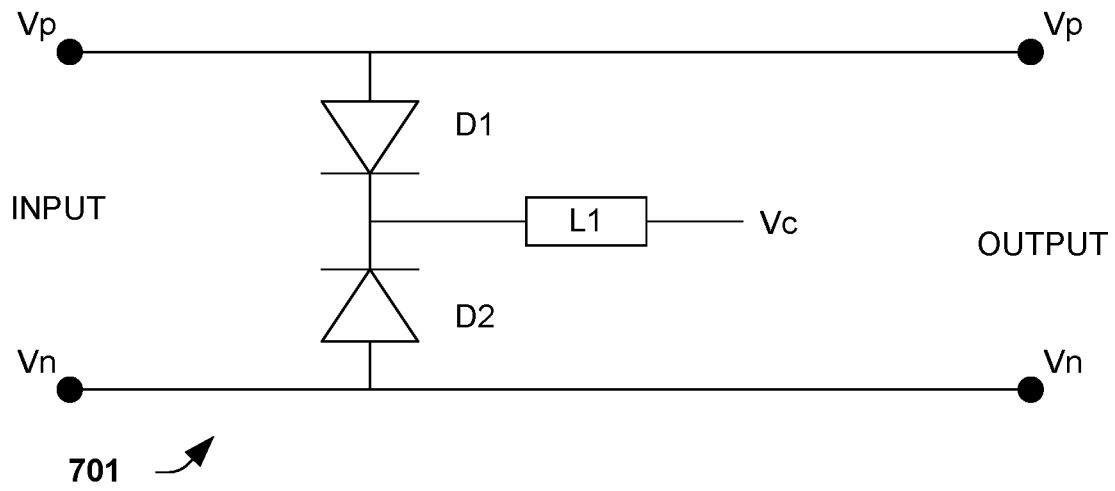 Vp Vp
D1
INPUT
L1
Vc
OUTPUT
D2
Vn Vn
701